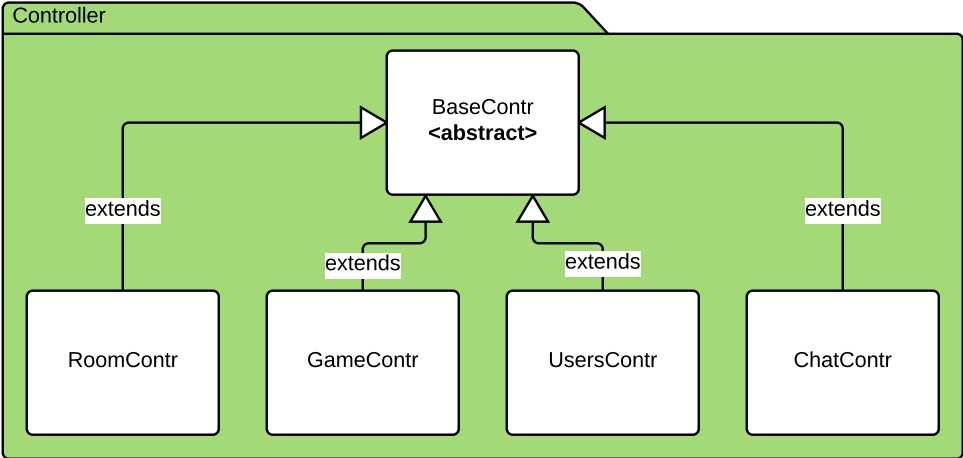 Controller
BaseContr
<abstract>
extends
extends
extends
extends
RoomContr
GameContr
UsersContr
ChatContr